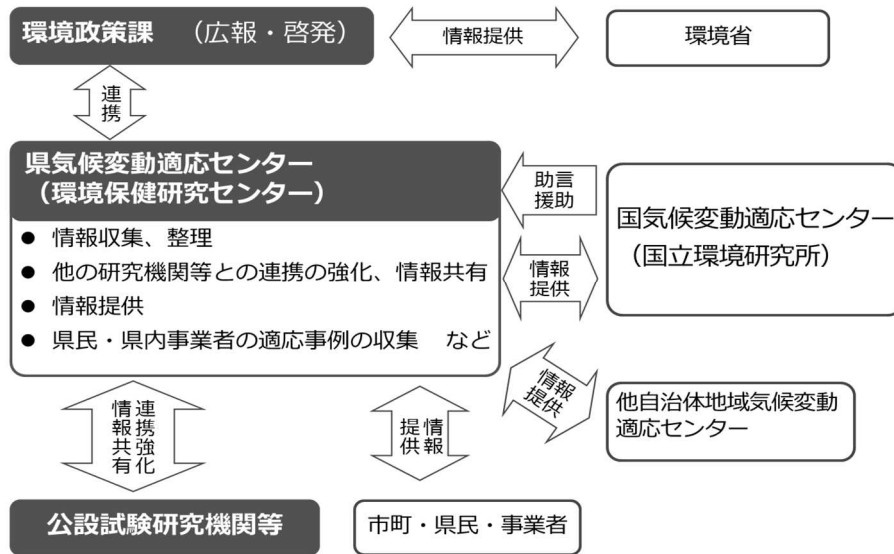 環境政策課　（広報・啓発）
情報提供
環境省
連携
県気候変動適応センター
（環境保健研究センター）
● 情報収集、整理
● 他の研究機関等との連携の強化、情報共有
● 情報提供
● 県民・県内事業者の適応事例の収集　など
助言
援助
情報
提供
国気候変動適応センター
（国立環境研究所）
情報
提供
他自治体地域気候変動
適応センター
連携強化
情報共有
情報
提供
公設試験研究機関等
市町・県民・事業者